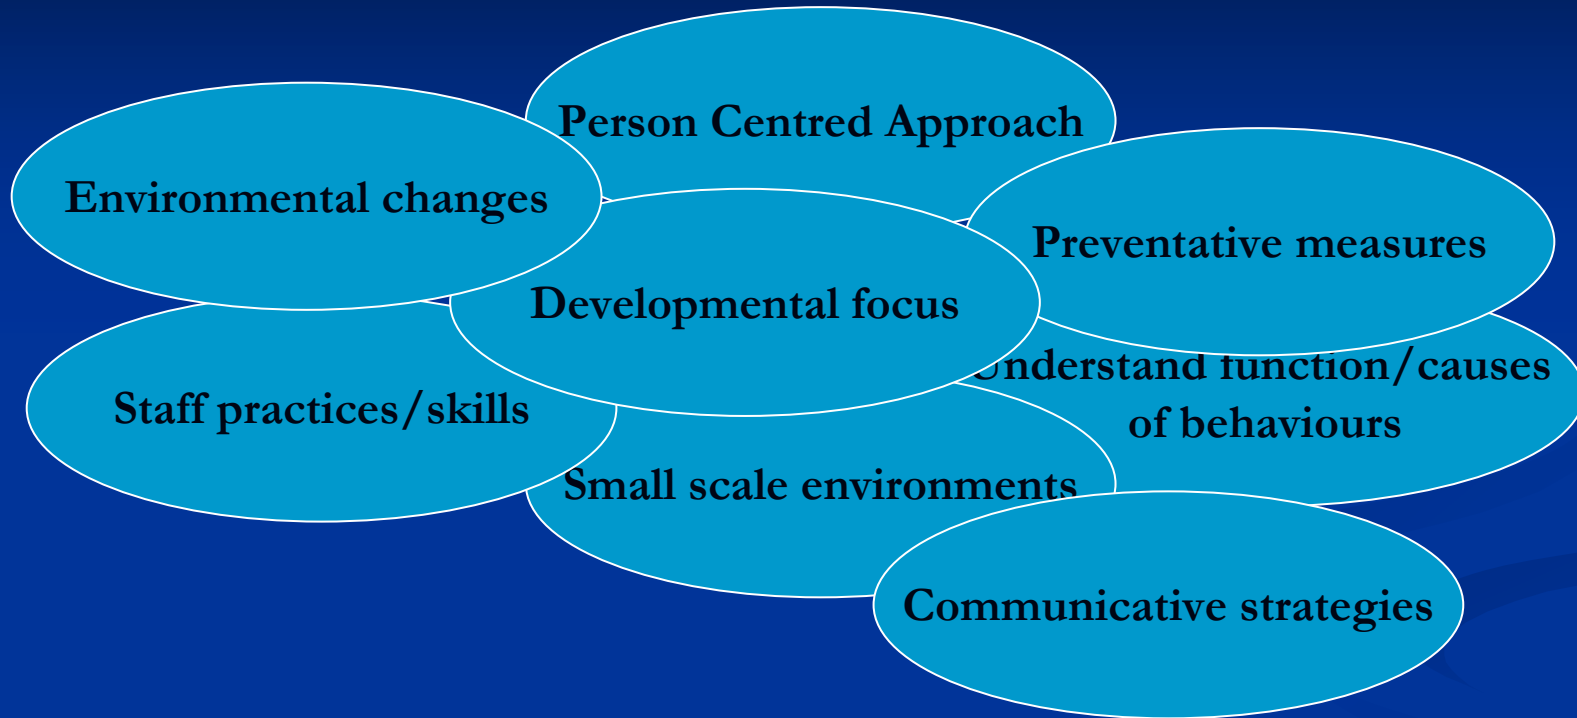 Person Centred Approach
Environmental changes
Preventative measures
Developmental focus
Understand function/causes
of behaviours
Staff practices/skills
Small scale environments
Communicative strategies